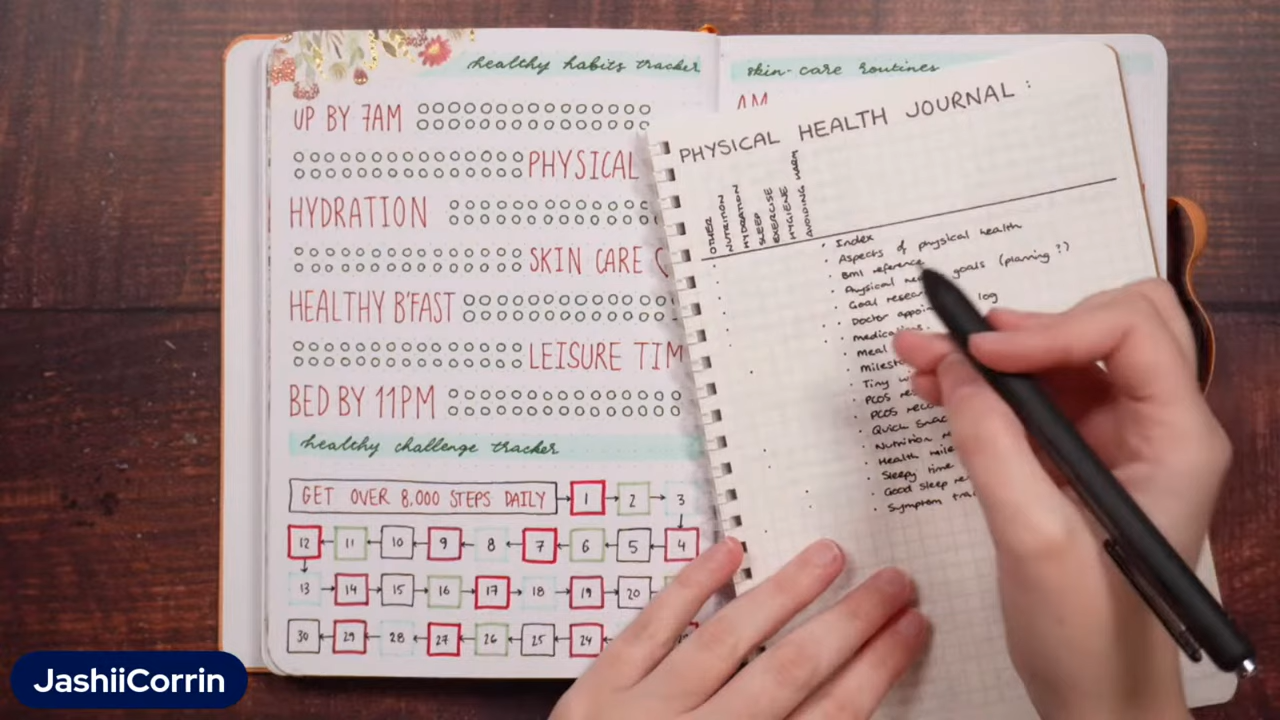 healthy habits tracker
UP BY 7AM
PHYSICAL
HYDRATION
SKIN CARE
HEALTHY B'FAST
LEISURE TIM
BED BY 11PM
healthy challenge tracker
GET OVER 8,000 STEPS DAILY 1 2 3
12 11 10 9 8 7 6 5 4
13 14 15 16 17 18 19 20
30 29 28 27 26 25 24
skin-care routines
AM
PHYSICAL HEALTH JOURNAL:
OTHER
NUTRITION
HYDRATION
SLEEP
EXERCISE
HYGIENE
AVOIDING HARM
• Index
• Aspects of physical health
• BMI reference
• Physical goals (planning?)
• Goal
• Doctor log
•
• Meal
•
• Tiny
• PCOS
• PCOS
• Quick
• Nutrition
• Health
• Sleepy time
• Good sleep
• Symptom
JashiiCorrin